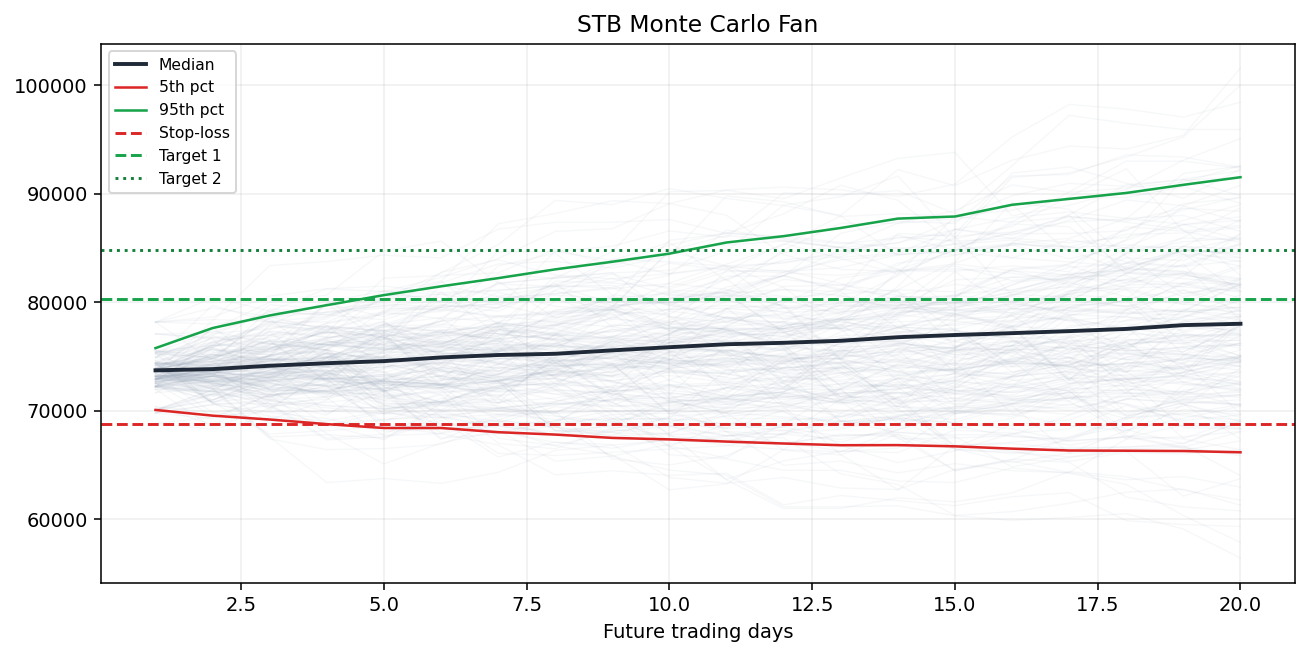 STB Monte Carlo Fan
Median
5th pct
95th pct
Stop-loss
Target 1
Target 2
100000
90000
80000
70000
60000
2.5 5.0 7.5 10.0 12.5 15.0 17.5 20.0
Future trading days